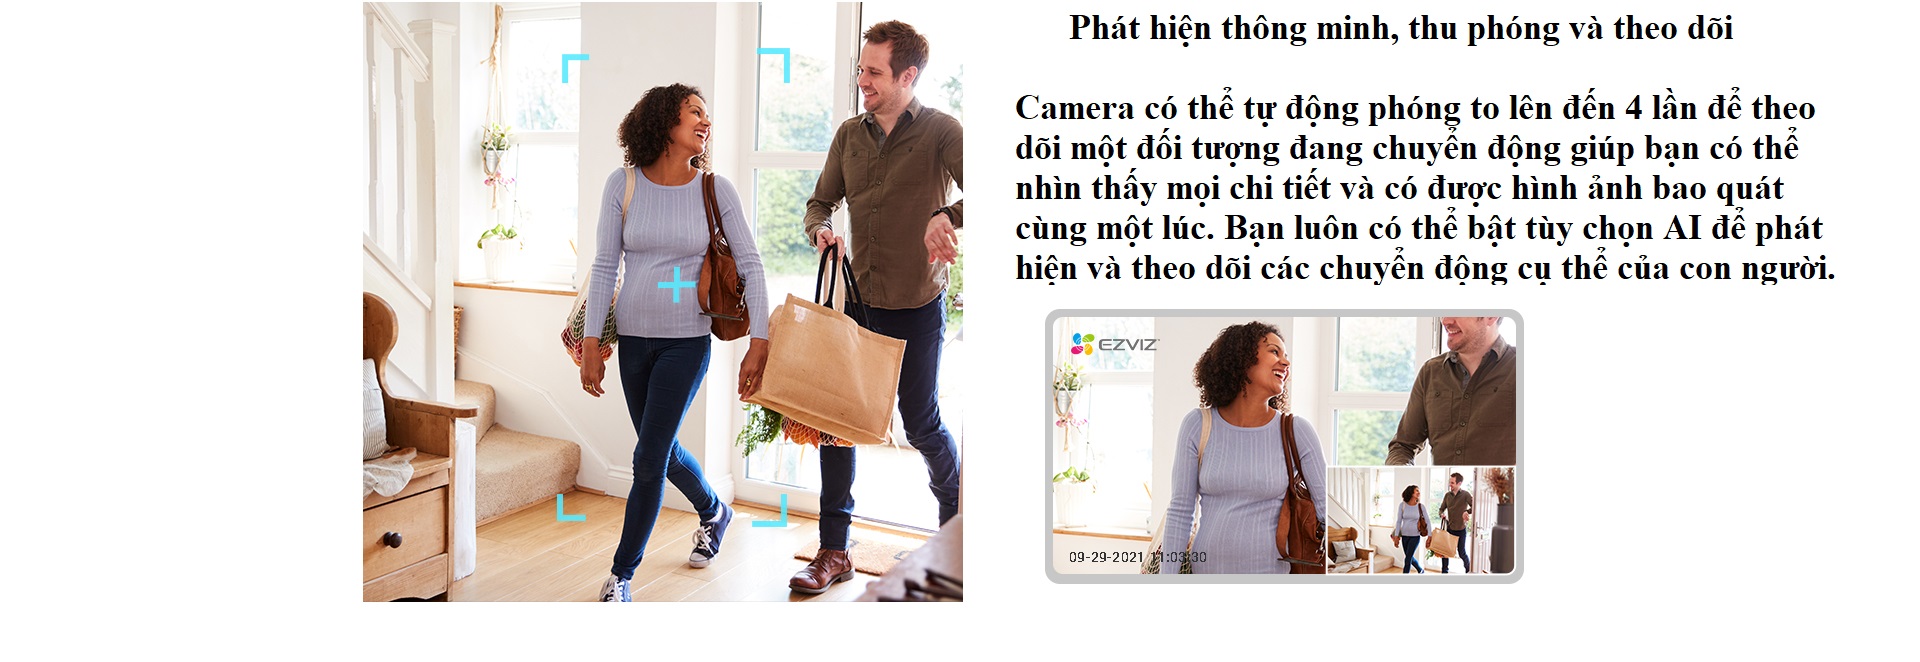 Phát hiện thông minh, thu phóng và theo dõi
Camera có thể tự động phóng to lên đến 4 lần để theo
dõi một đối tượng đang chuyển động giúp bạn có thể
nhìn thấy mọi chi tiết và có được hình ảnh bao quát
cùng một lúc. Bạn luôn có thể bật tùy chọn AI để phát
hiện và theo dõi các chuyển động cụ thể của con người.
EZVIZ
09-29-2021 11:03:30